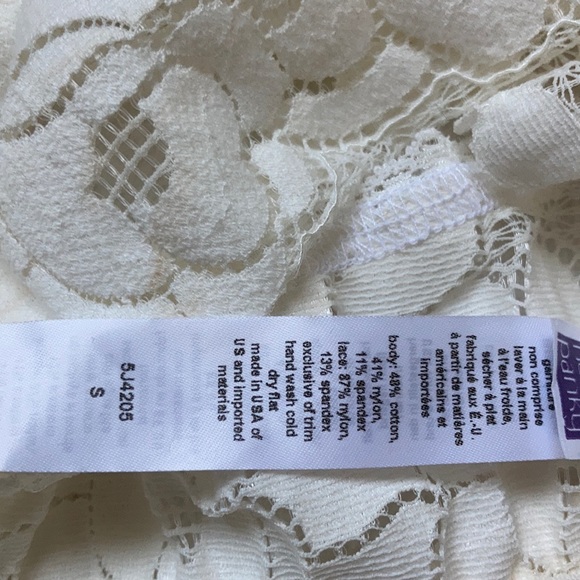 panky
garniture
non comprise
laver à la main
à l'eau froide,
sécher à plat
fabriqué aux É.-U.
à partir de matiéres
américains et
importées
body: 48% cotton,
41% nylon,
11% spandex
lace: 87% nylon,
13% spandex
exclusive of trim
hand wash cold
dry flat
made in USA of
US and imported
materials
5J4205
S